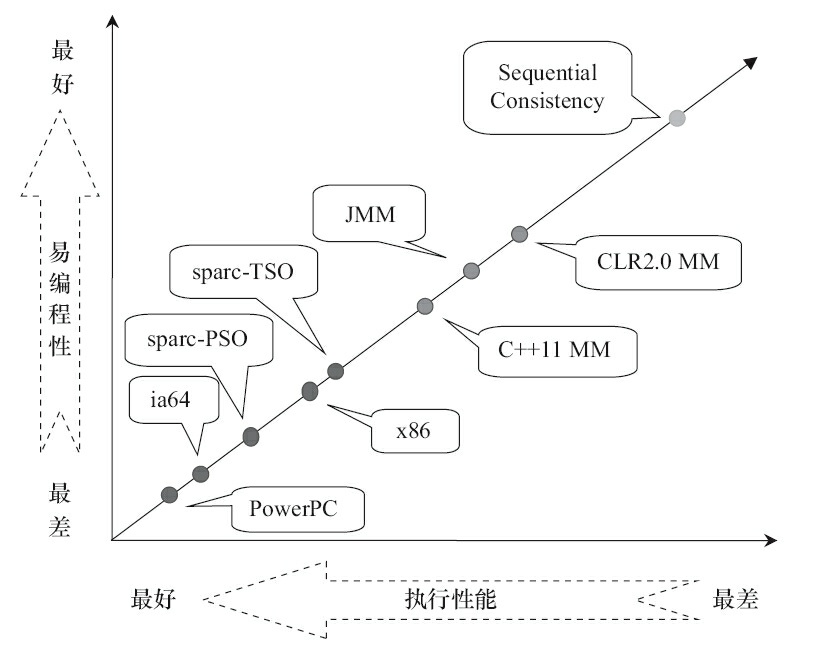 最好
易编程性
最差
Sequential
Consistency
JMM
CLR2.0 MM
sparc-TSO
C++11 MM
sparc-PSO
ia64
x86
PowerPC
最好
执行性能
最差